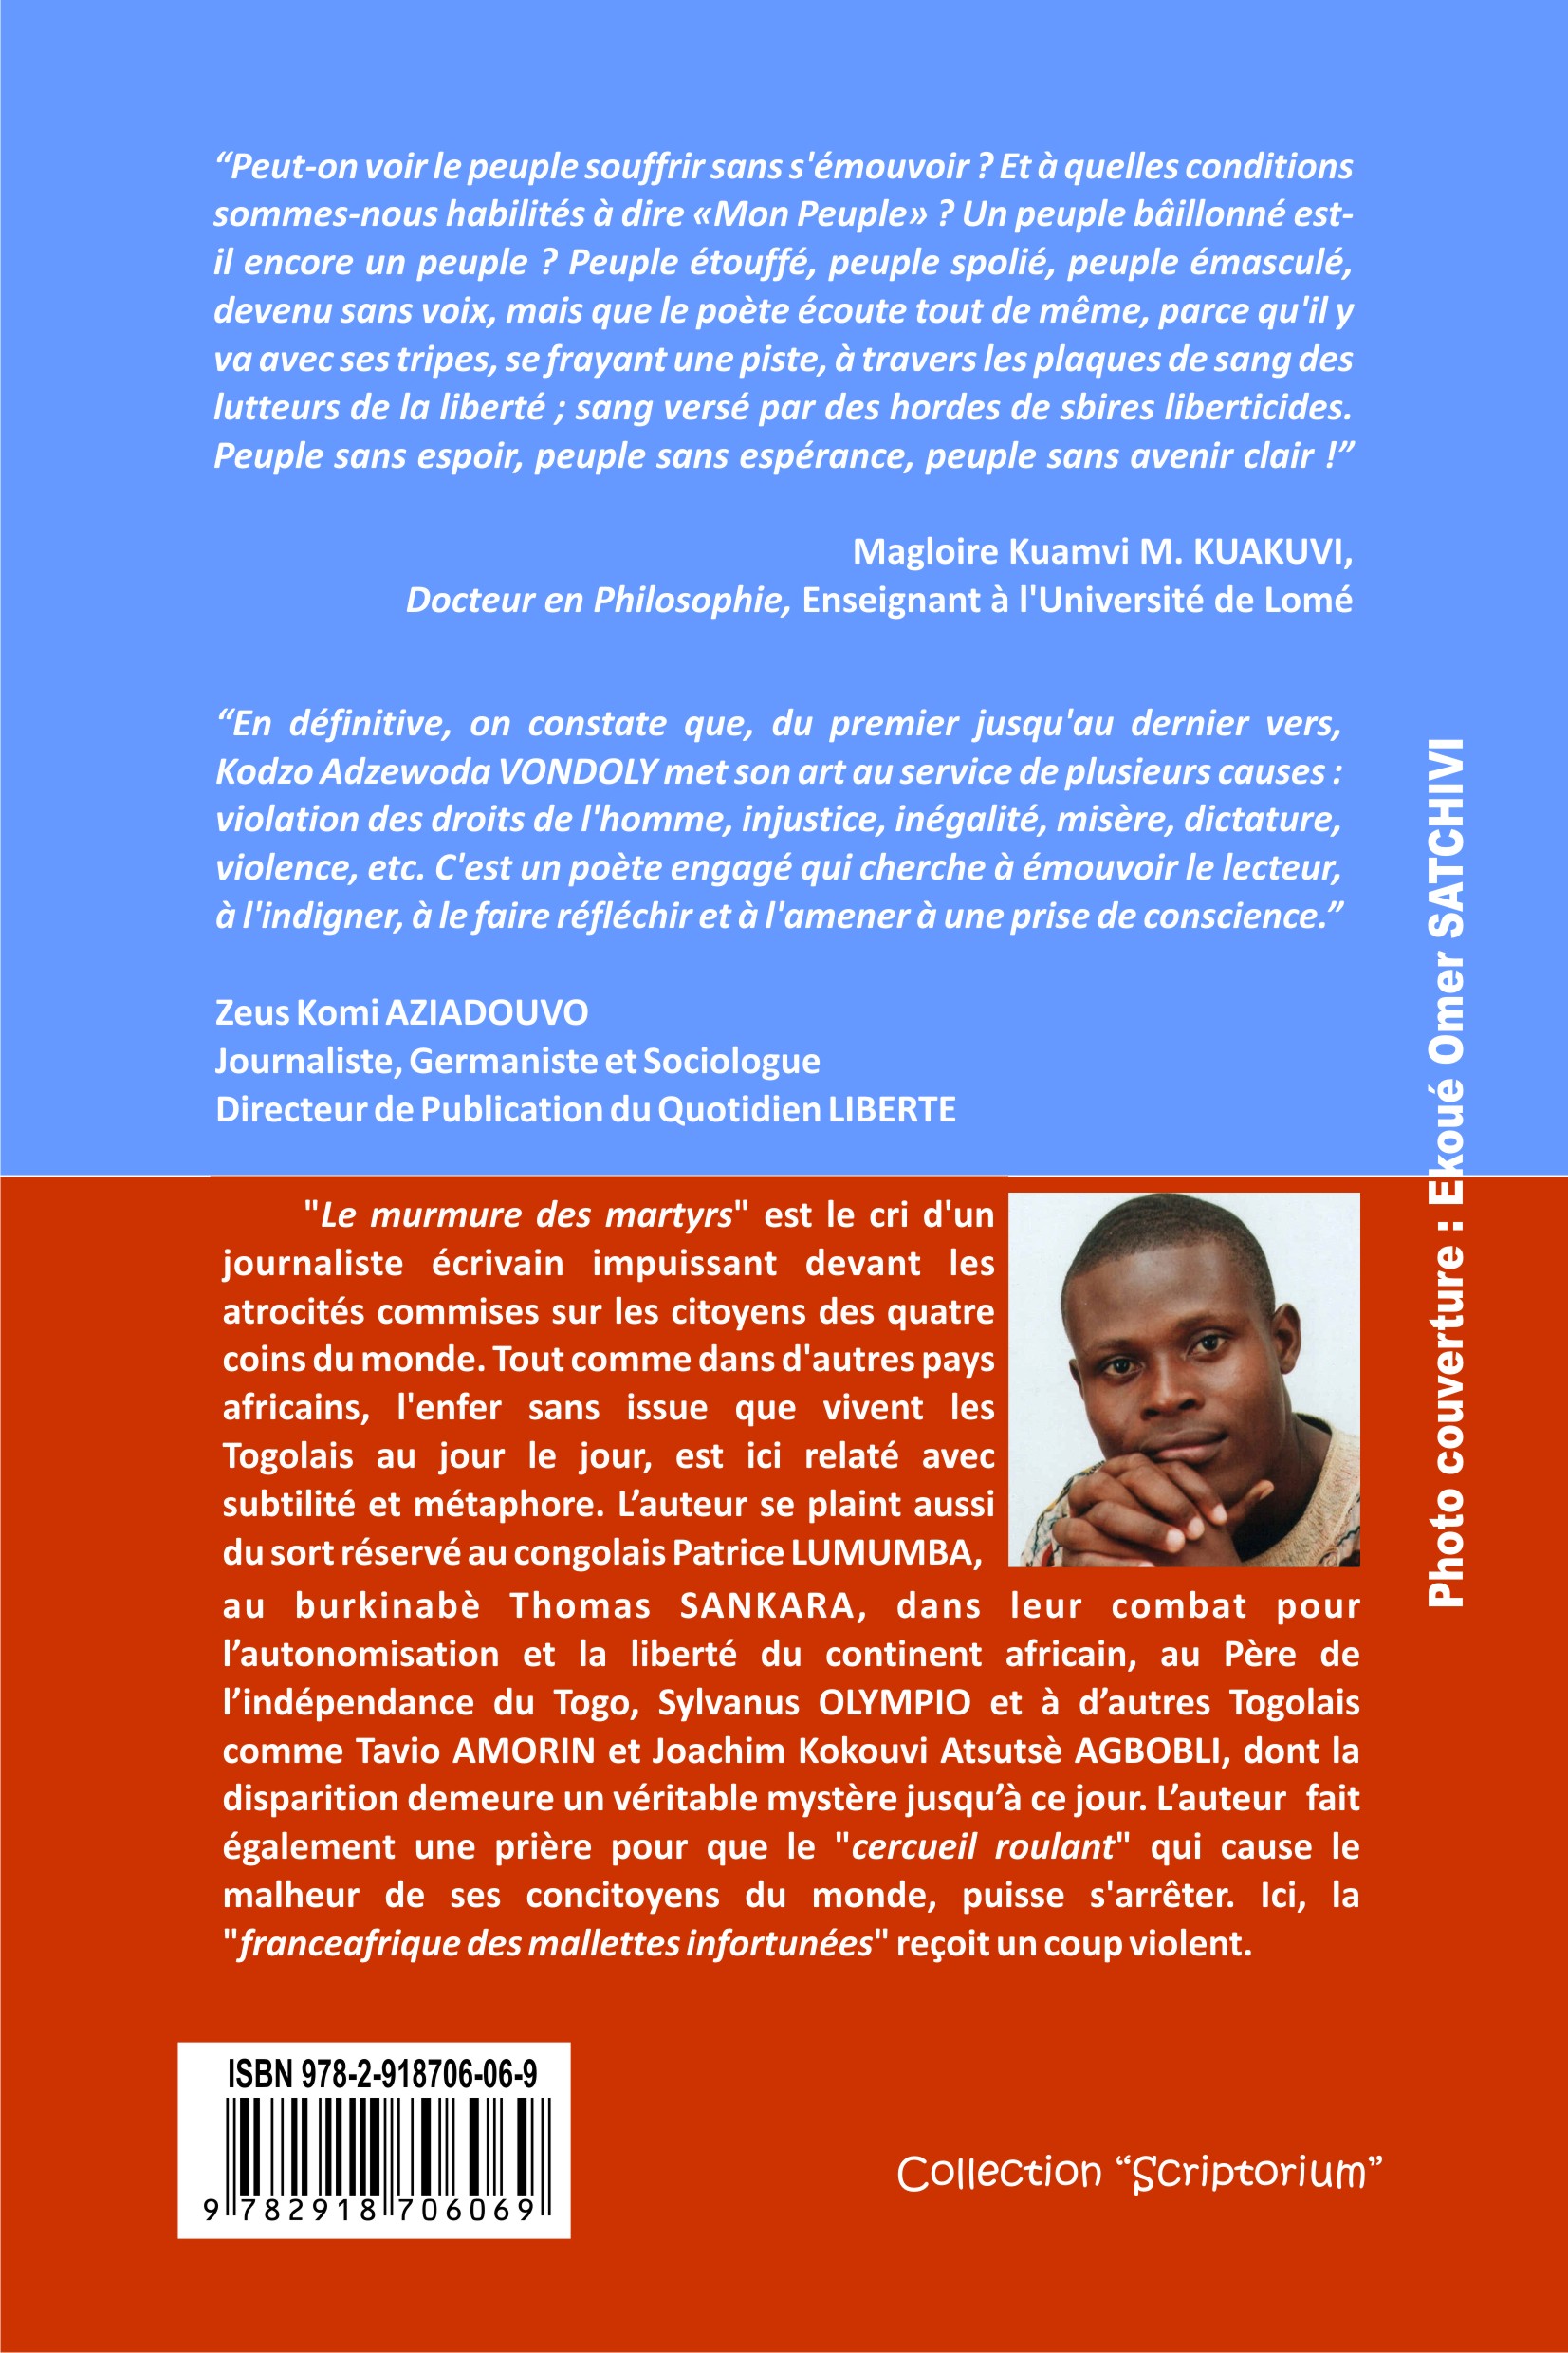 “Peut-on voir le peuple souffrir sans s'émouvoir ? Et à quelles conditions
sommes-nous habilités à dire «Mon Peuple» ? Un peuple bâillonné est-
il encore un peuple ? Peuple étouffé, peuple spolié, peuple émasculé,
devenu sans voix, mais que le poète écoute tout de même, parce qu'il y
va avec ses tripes, se frayant une piste, à travers les plaques de sang des
lutteurs de la liberté ; sang versé par des hordes de sbires liberticides.
Peuple sans espoir, peuple sans espérance, peuple sans avenir clair !”
Magloire Kuamvi M. KUAKUVI,
Docteur en Philosophie, Enseignant à l'Université de Lomé
“En définitive, on constate que, du premier jusqu'au dernier vers,
Kodzo Adzewoda VONDOLY met son art au service de plusieurs causes :
violation des droits de l'homme, injustice, inégalité, misère, dictature,
violence, etc. C'est un poète engagé qui cherche à émouvoir le lecteur,
à l'indigner, à le faire réfléchir et à l'amener à une prise de conscience.”
Zeus Komi AZIADOUVO
Journaliste, Germaniste et Sociologue
Directeur de Publication du Quotidien LIBERTE
"Le murmure des martyrs" est le cri d'un
journaliste écrivain impuissant devant les
atrocités commises sur les citoyens des quatre
coins du monde. Tout comme dans d'autres pays
africains, l'enfer sans issue que vivent les
Togolais au jour le jour, est ici relaté avec
subtilité et métaphore. L’auteur se plaint aussi
du sort réservé au congolais Patrice LUMUMBA,
au burkinabè Thomas SANKARA, dans leur combat pour
l’autonomisation et la liberté du continent africain, au Père de
l’indépendance du Togo, Sylvanus OLYMPIO et à d’autres Togolais
comme Tavio AMORIN et Joachim Kokouvi Atsutsè AGBOBLI, dont la
disparition demeure un véritable mystère jusqu’à ce jour. L’auteur fait
également une prière pour que le "cercueil roulant" qui cause le
malheur de ses concitoyens du monde, puisse s'arrêter. Ici, la
"franceafrique des mallettes infortunées" reçoit un coup violent.
Photo couverture : Ekoué Omer SATCHIVI
ISBN 978-2-918706-06-9
9 782918 706069
Collection “Scriptorium”